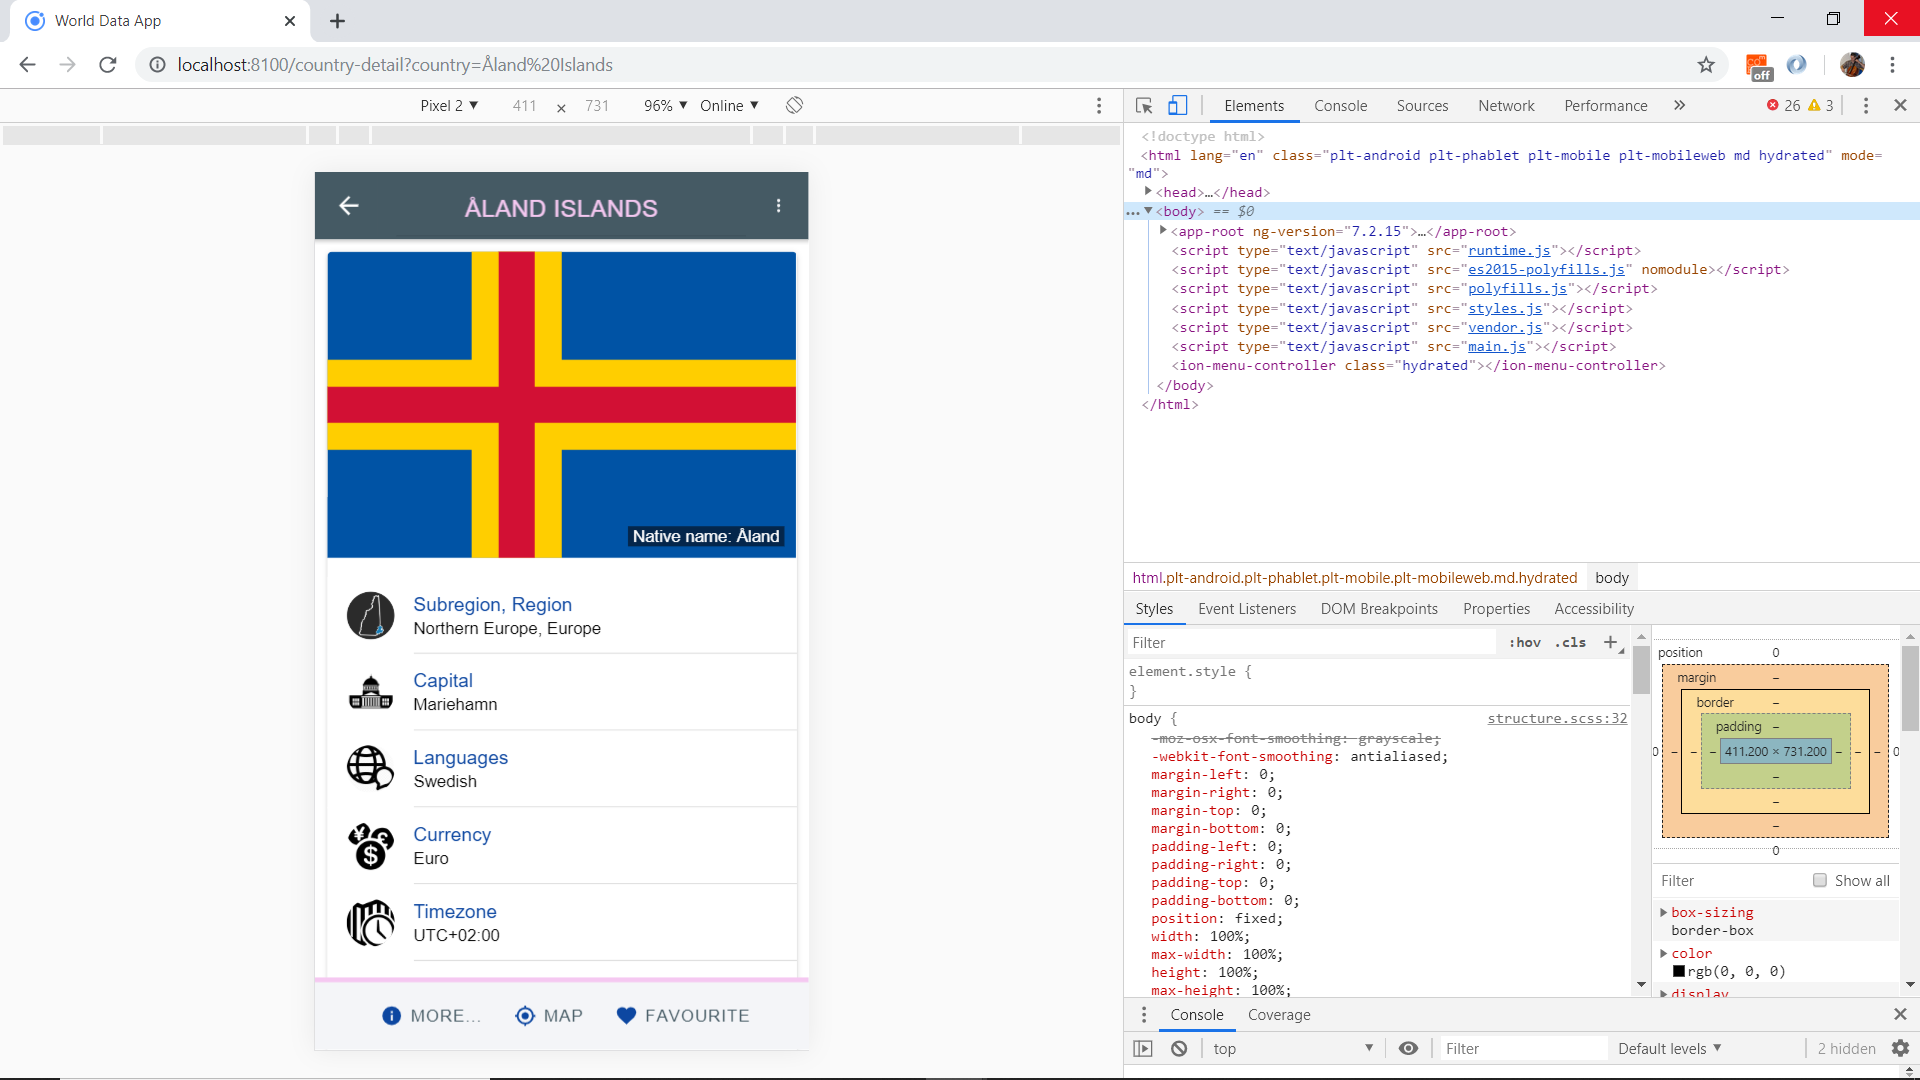 World Data App
localhost:8100/country-detail?country=Åland%20Islands
off
Pixel 2 ▼ 411 x 731 96% ▼ Online ▼
ÅLAND ISLANDS
Native name: Åland
Subregion, Region
Northern Europe, Europe
Capital
Mariehamn
Languages
Swedish
Currency
Euro
Timezone
UTC+02:00
MORE... MAP FAVOURITE
Elements Console Sources Network Performance » 26 3
<!doctype html>
<html lang="en" class="plt-android plt-phablet plt-mobile plt-mobileweb md hydrated" mode=
"md">
<head>…</head>
<body> == $0
<app-root ng-version="7.2.15">…</app-root>
<script type="text/javascript" src="runtime.js"></script>
<script type="text/javascript" src="es2015-polyfills.js" nomodule></script>
<script type="text/javascript" src="polyfills.js"></script>
<script type="text/javascript" src="styles.js"></script>
<script type="text/javascript" src="vendor.js"></script>
<script type="text/javascript" src="main.js"></script>
<ion-menu-controller class="hydrated"></ion-menu-controller>
</body>
</html>
html.plt-android.plt-phablet.plt-mobile.plt-mobileweb.md.hydrated body
Styles Event Listeners DOM Breakpoints Properties Accessibility
Filter :hov .cls +
element.style {
}
body { structure.scss:32
-moz-osx-font-smoothing: grayscale;
-webkit-font-smoothing: antialiased;
margin-left: 0;
margin-right: 0;
margin-top: 0;
margin-bottom: 0;
padding-left: 0;
padding-right: 0;
padding-top: 0;
padding-bottom: 0;
position: fixed;
width: 100%;
max-width: 100%;
height: 100%;
max-height: 100%;
position 0
margin –
border –
padding –
0 – – – 411.200 × 731.200 – – – 0
–
–
–
0
Filter Show all
box-sizing
border-box
color
rgb(0, 0, 0)
display
Console Coverage
top ▼ Filter Default levels ▼ 2 hidden